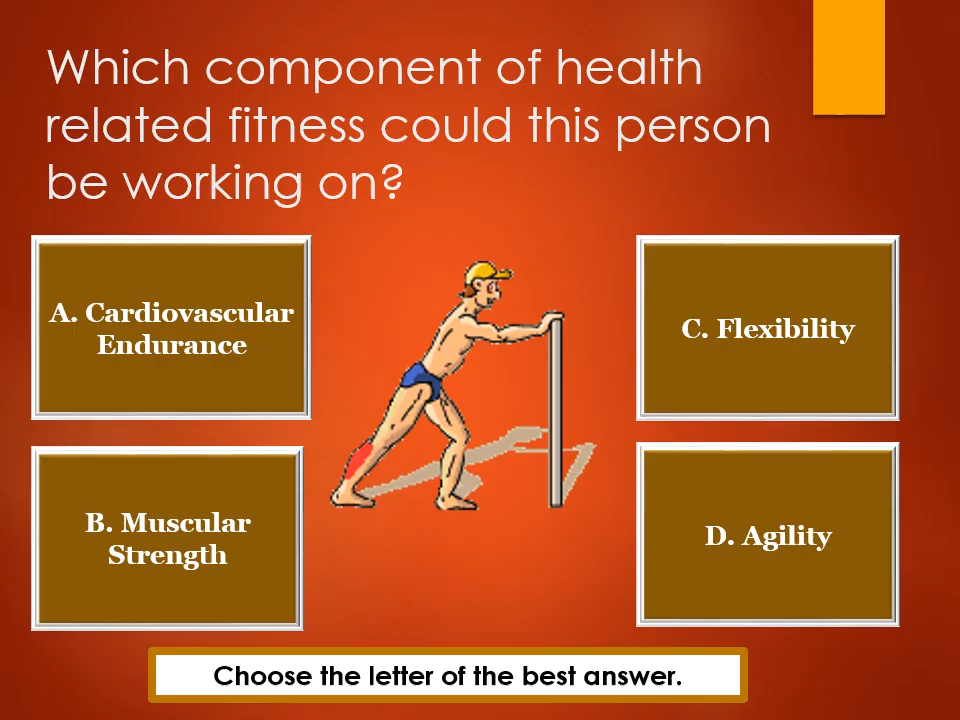 Which component of health
related fitness could this person
be working on?
A. Cardiovascular
Endurance
C. Flexibility
B. Muscular
Strength
D. Agility
Choose the letter of the best answer.